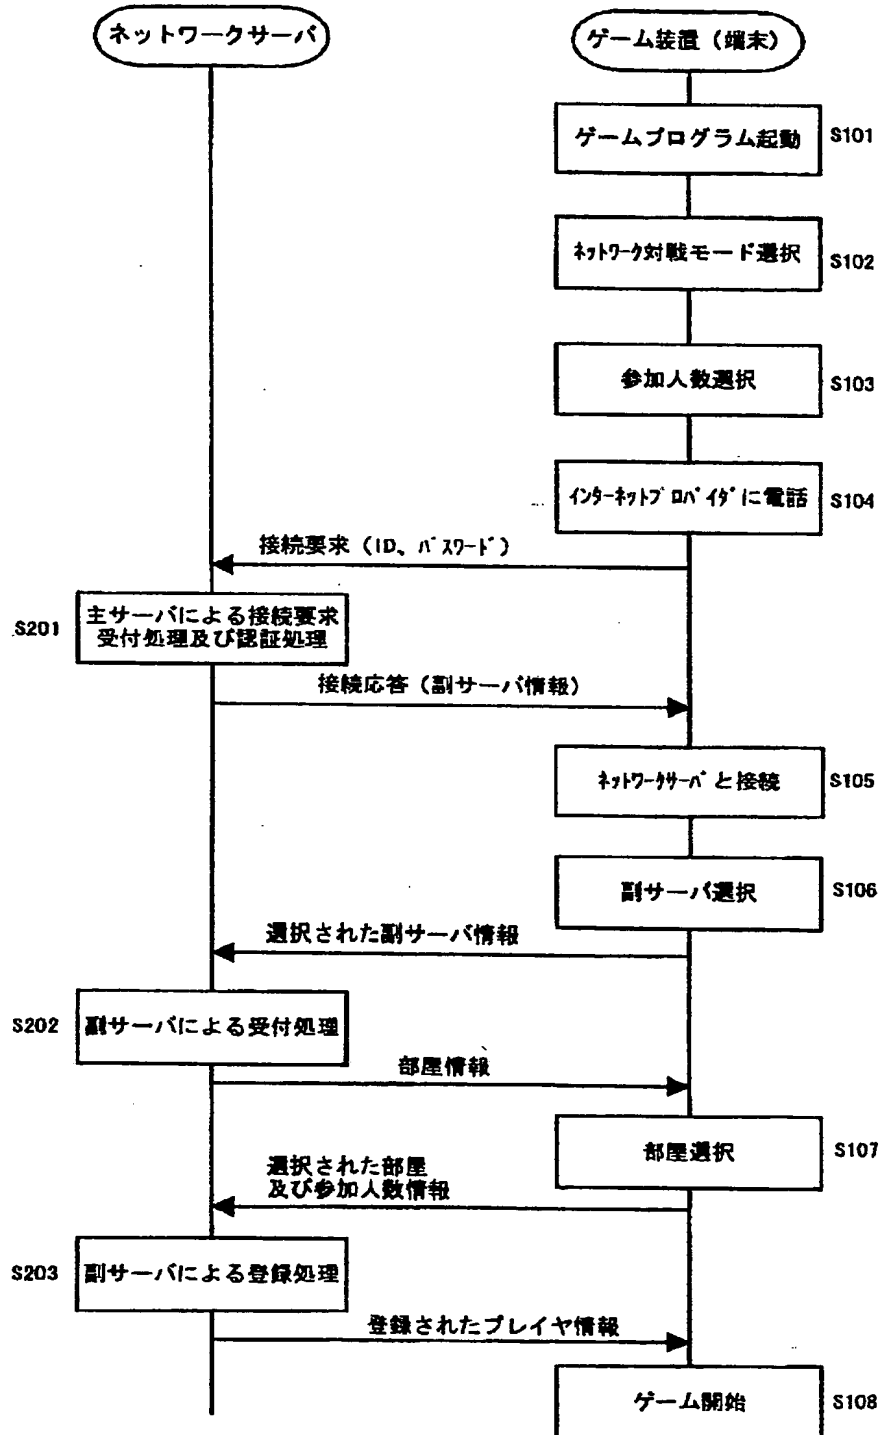 ネットワークサーバ
ゲーム装置(端末)
ゲームプログラム起動
S101
ネットワーク対戦モード選択
S102
参加人数選択
S103
インターネットプロバイダに電話
S104
接続要求(ID、パスワード)
S201
主サーバによる接続要求
受付処理及び認証処理
接続応答(副サーバ情報)
ネットワークサーバと接続
S105
副サーバ選択
S106
選択された副サーバ情報
S202
副サーバによる受付処理
部屋情報
部屋選択
S107
選択された部屋
及び参加人数情報
S203
副サーバによる登録処理
登録されたプレイヤ情報
ゲーム開始
S108